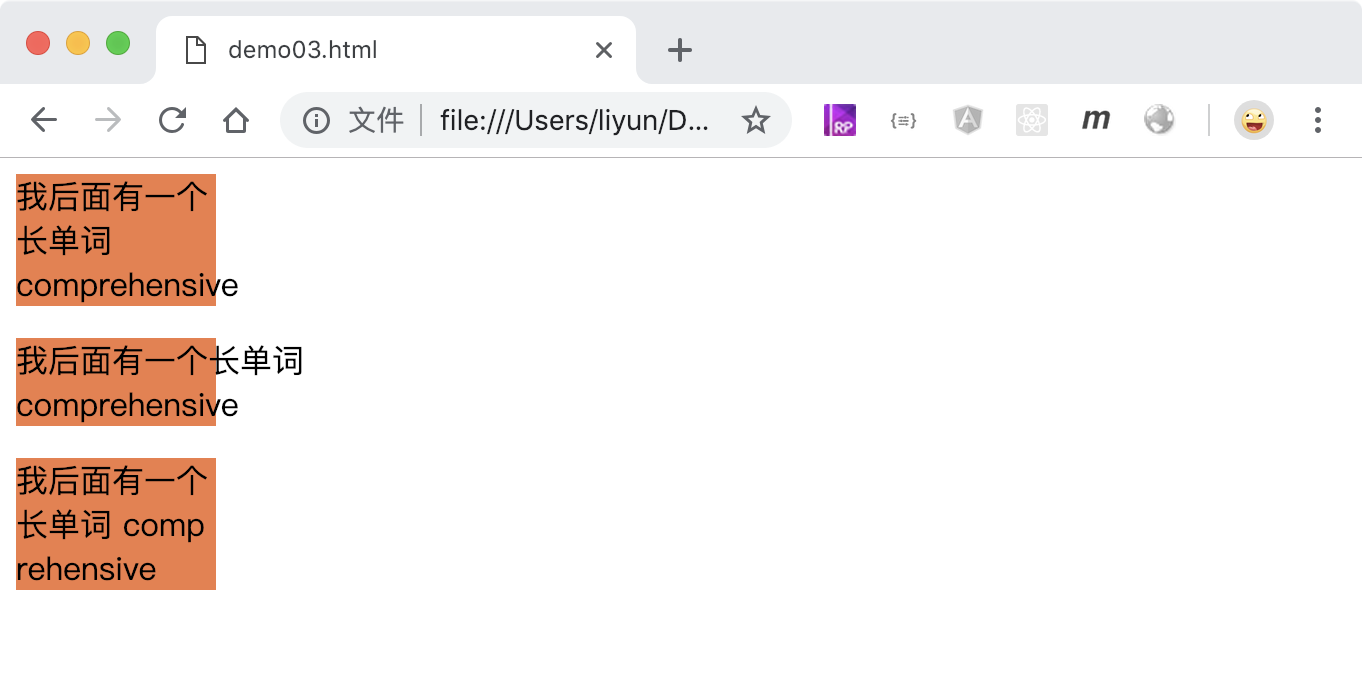 demo03.html
文件 file:///Users/liyun/D...
RP {≡} A m
我后面有一个
长单词
comprehensive
我后面有一个长单词
comprehensive
我后面有一个
长单词 comp
rehensive